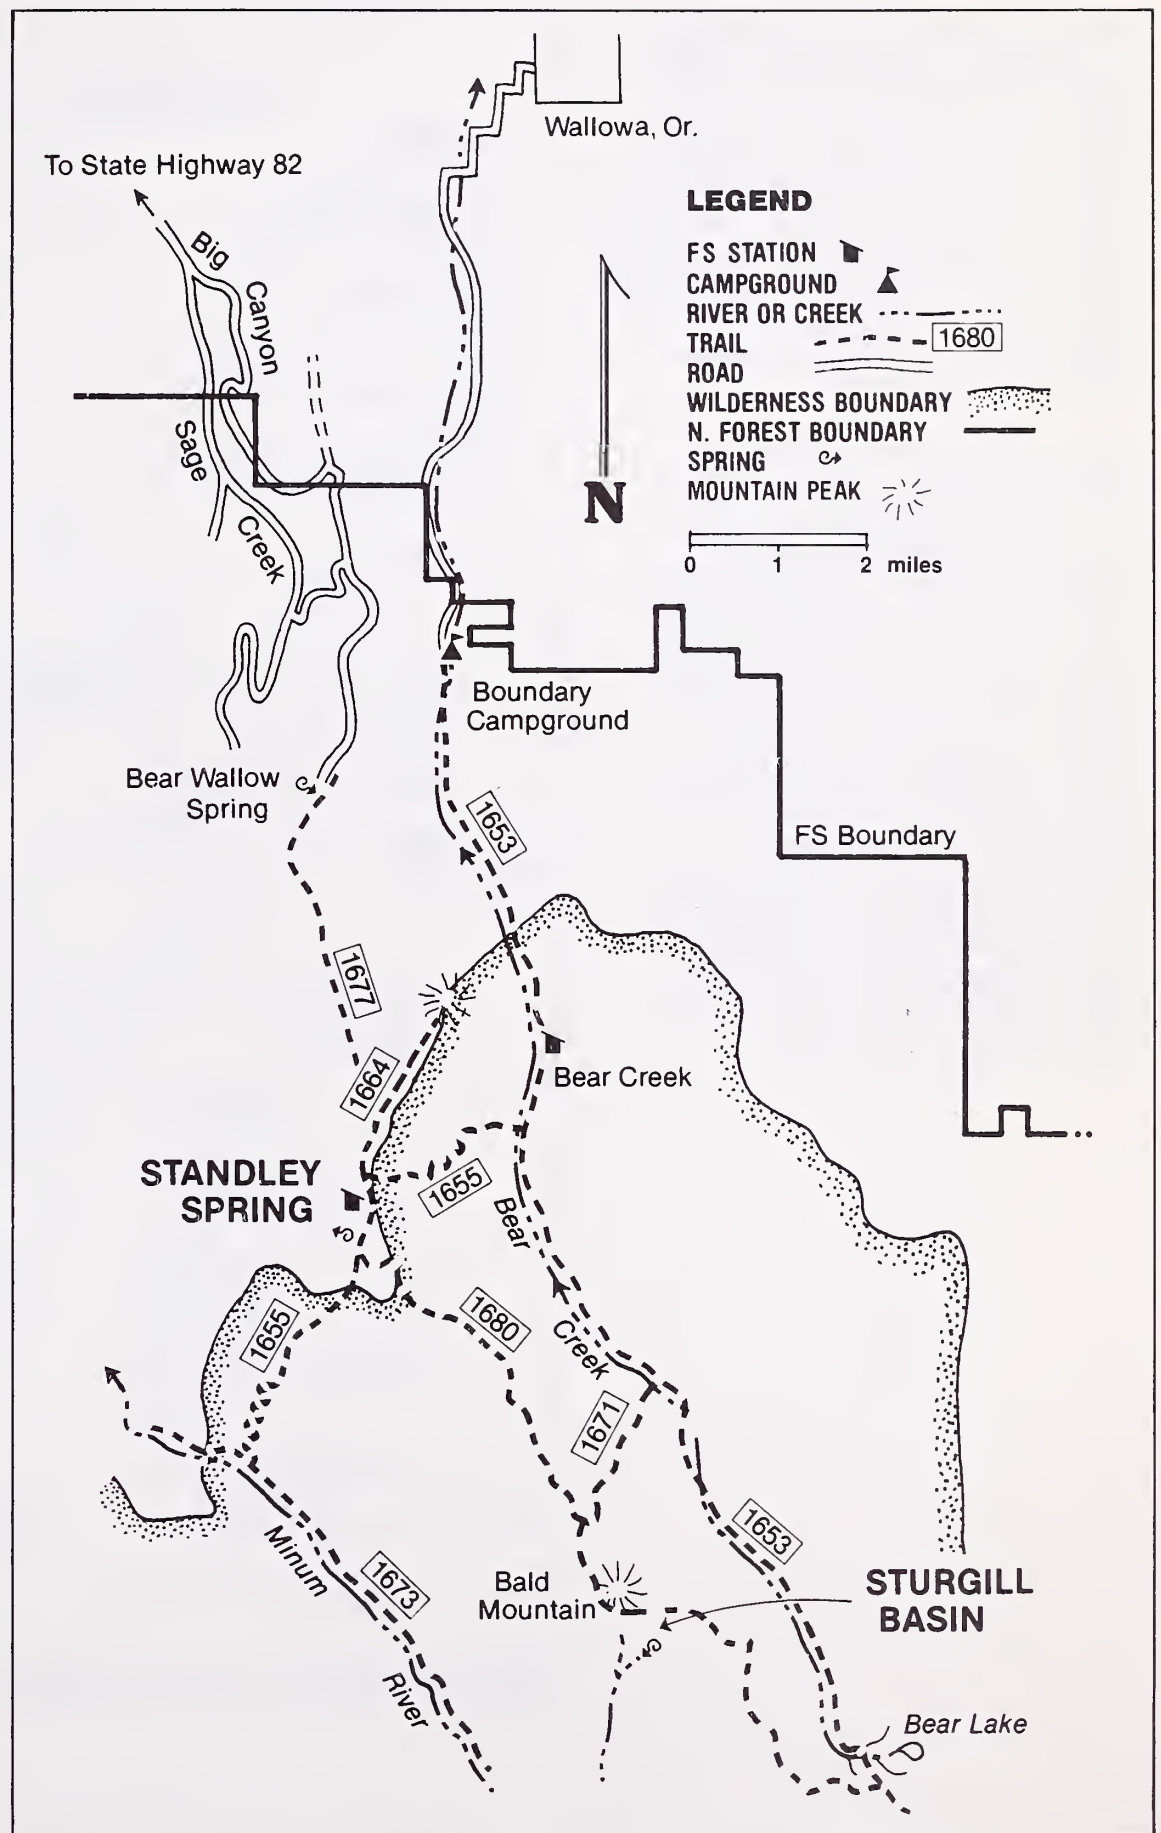 Wallowa, Or.
To State Highway 82
Big
Canyon
Sage
Creek
LEGEND
FS STATION
CAMPGROUND
RIVER OR CREEK
TRAIL 1680
ROAD
WILDERNESS BOUNDARY
N. FOREST BOUNDARY
SPRING
MOUNTAIN PEAK
N
0 1 2 miles
Boundary
Campground
Bear Wallow
Spring
1653
FS Boundary
1677
1664
Bear Creek
STANDLEY
SPRING
1655
Bear
Creek
1680
1655
1671
1653
Minum
River
1673
Bald
Mountain
STURGILL
BASIN
Bear Lake